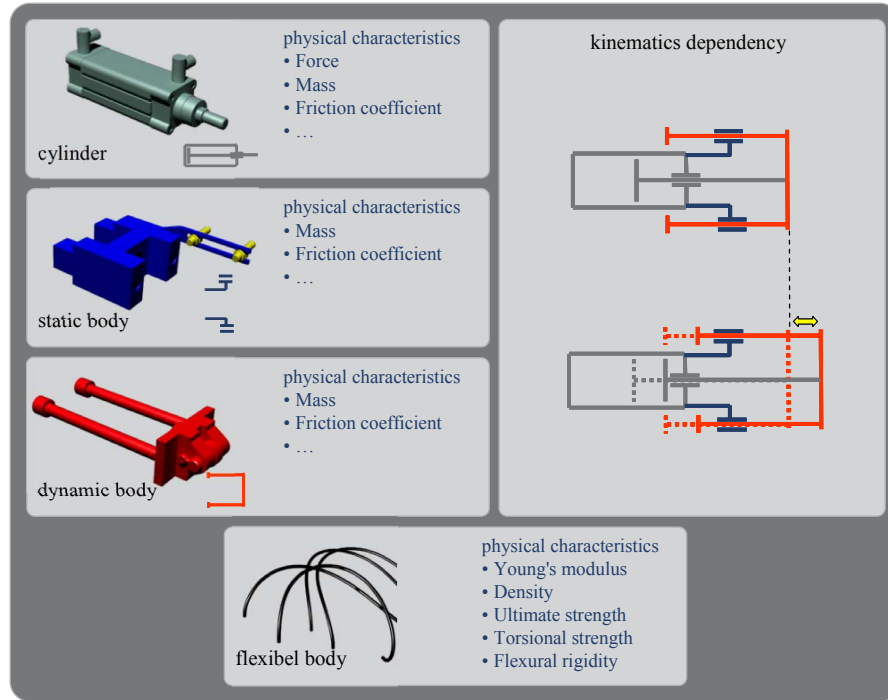 physical characteristics
• Force
• Mass
• Friction coefficient
• …
cylinder
physical characteristics
• Mass
• Friction coefficient
• …
static body
physical characteristics
• Mass
• Friction coefficient
• …
dynamic body
kinematics dependency
physical characteristics
• Young's modulus
• Density
• Ultimate strength
• Torsional strength
• Flexural rigidity
flexibel body